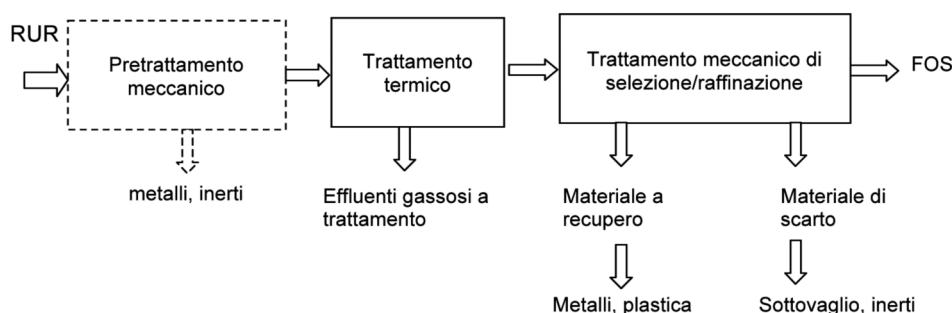 RUR
Pretrattamento
meccanico
Trattamento
termico
Trattamento meccanico di
selezione/raffinazione
FOS
metalli, inerti
Effluenti gassosi a
trattamento
Materiale a
recupero
Materiale di
scarto
Metalli, plastica
Sottovaglio, inerti